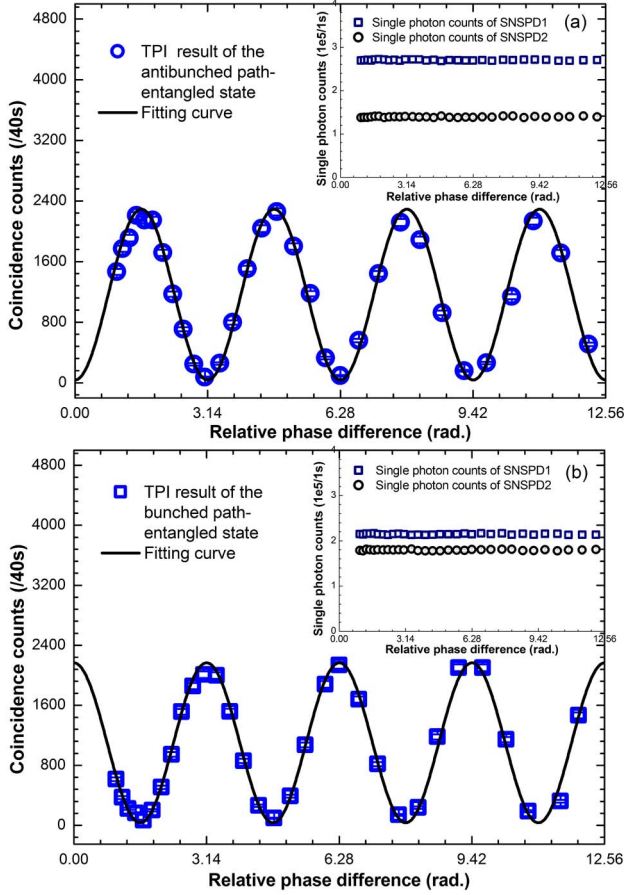 4800
4000
3200
2400
1600
800
0
Coincidence counts (/40s)
TPI result of the
antibunched path-
entangled state
Fitting curve
(a)
Single photon counts of SNSPD1
Single photon counts of SNSPD2
4
3
2
1
0
Single photon counts (1e5/1s)
0.00 3.14 6.28 9.42 12.56
Relative phase difference (rad.)
0.00 3.14 6.28 9.42 12.56
Relative phase difference (rad.)
4800
4000
3200
2400
1600
800
0
Coincidence counts (/40s)
TPI result of the
bunched path-
entangled state
Fitting curve
(b)
Single photon counts of SNSPD1
Single photon counts of SNSPD2
4
3
2
1
0
Single photon counts (1e5/1s)
0.00 3.14 6.28 9.42 12.56
Relative phase difference (rad.)
0.00 3.14 6.28 9.42 12.56
Relative phase difference (rad.)